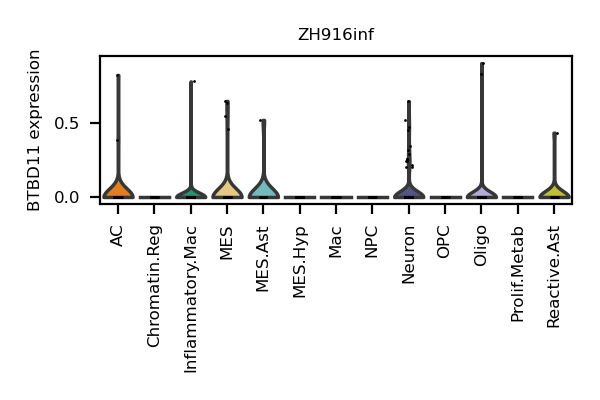 ZH916inf
BTBD11 expression
0.5
0.0
AC
Chromatin.Reg
Inflammatory.Mac
MES
MES.Ast
MES.Hyp
Mac
NPC
Neuron
OPC
Oligo
Prolif.Metab
Reactive.Ast